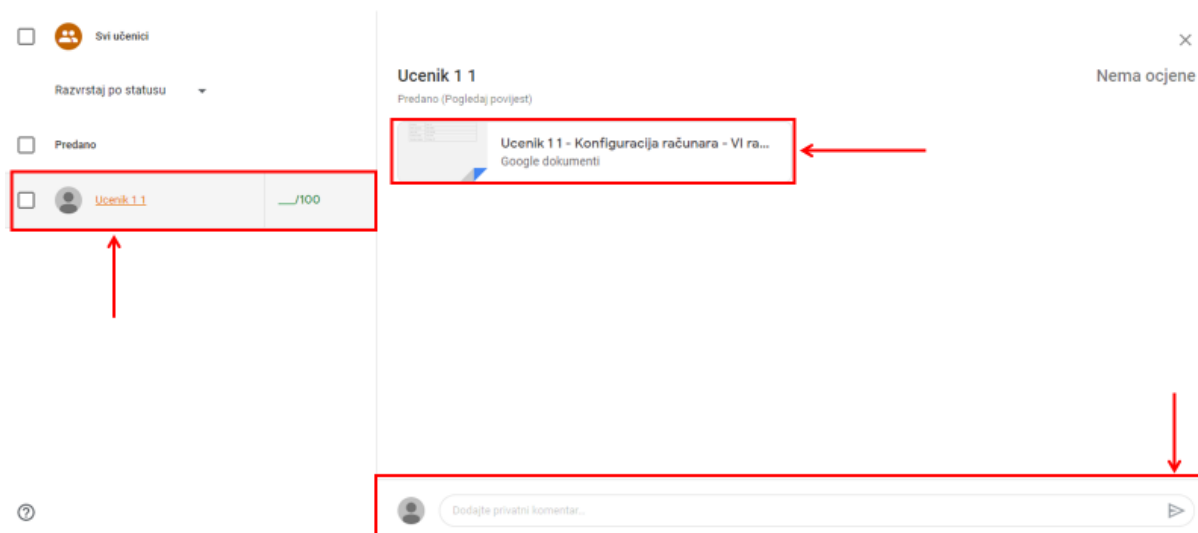 Svi učenici
Razvrstaj po statusu
Predano
Ucenik 1 1
__/100
Ucenik 1 1
Nema ocjene
Predano (Pogledaj povijest)
Ucenik 1 1 - Konfiguracija računara - VI ra...
Google dokumenti
Dodajte privatni komentar...